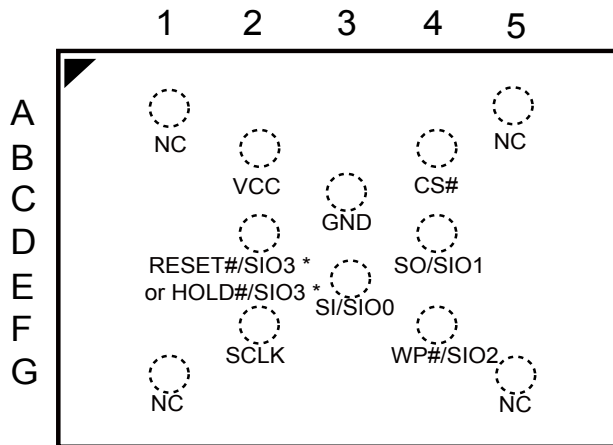 1 2 3 4 5
A
NC NC
B
VCC CS#
C
GND
D
RESET#/SIO3 * SO/SIO1
E
or HOLD#/SIO3 * SI/SIO0
F
SCLK WP#/SIO2
G
NC NC